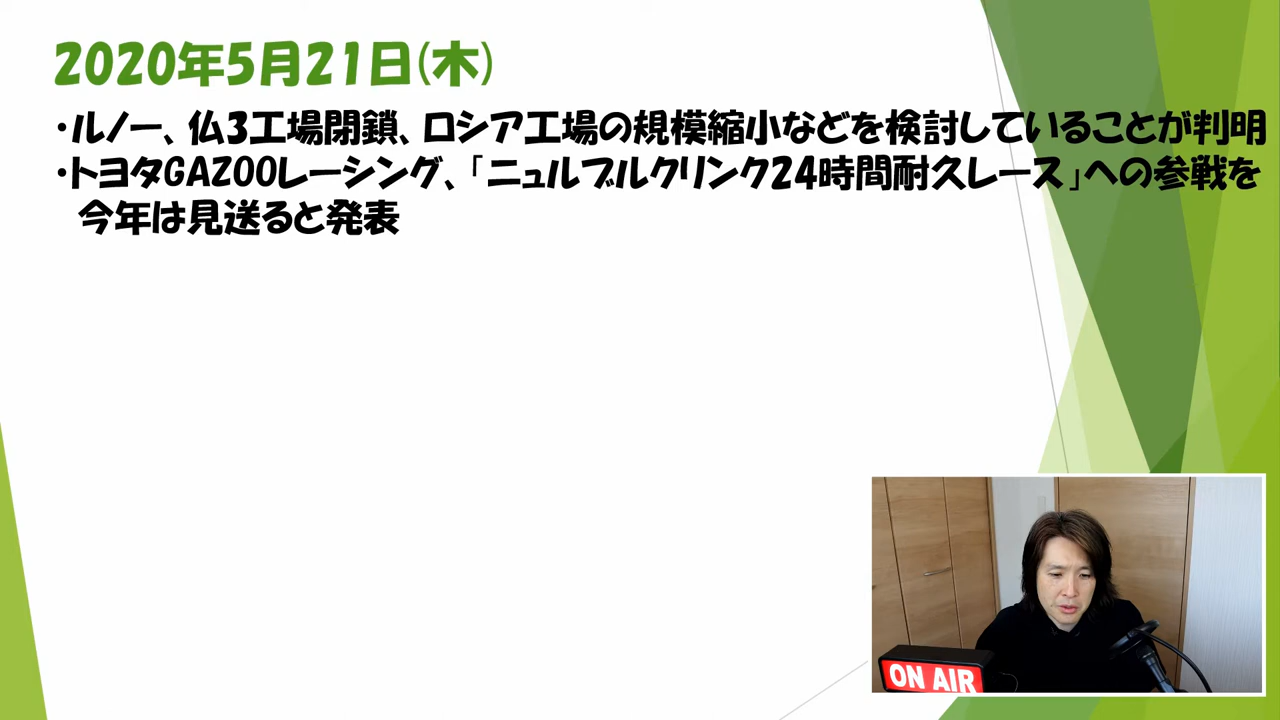 2020年5月21日(木)
・ルノー、仏3工場閉鎖、ロシア工場の規模縮小などを検討していることが判明
・トヨタGAZOOレーシング、「ニュルブルクリンク24時間耐久レース」への参戦を
今年は見送ると発表
ON AIR